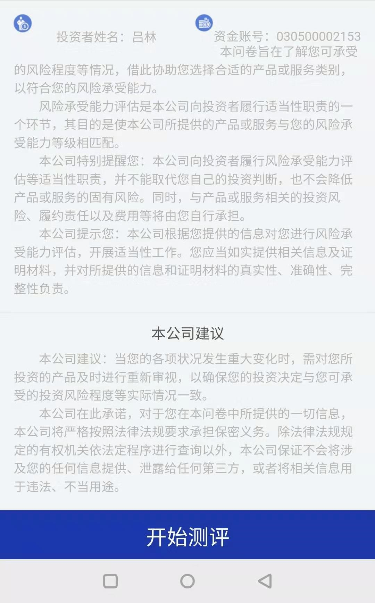 投资者姓名：吕林
资金账号：030500002153
本问卷旨在了解您可承受
的风险程度等情况，借此协助您选择合适的产品或服务类别，
以符合您的风险承受能力。
风险承受能力评估是本公司向投资者履行适当性职责的一
个环节，其目的是使本公司所提供的产品或服务与您的风险承
受能力等级相匹配。
本公司特别提醒您：本公司向投资者履行风险承受能力评
估等适当性职责，并不能取代您自己的投资判断，也不会降低
产品或服务的固有风险。同时，与产品或服务相关的投资风
险、履约责任以及费用等将由您自行承担。
本公司提示您：本公司根据您提供的信息对您进行风险承
受能力评估，开展适当性工作。您应当如实提供相关信息及证
明材料，并对所提供的信息和证明材料的真实性、准确性、完
整性负责。
本公司建议
本公司建议：当您的各项状况发生重大变化时，需对您所
投资的产品及时进行重新审视，以确保您的投资决定与您可承
受的投资风险程度等实际情况一致。
本公司在此承诺，对于您在本问卷中所提供的一切信息，
本公司将严格按照法律法规要求承担保密义务。除法律法规规
定的有权机关依法定程序进行查询以外，本公司保证不会将涉
及您的任何信息提供、泄露给任何第三方，或者将相关信息用
于违法、不当用途。
开始测评